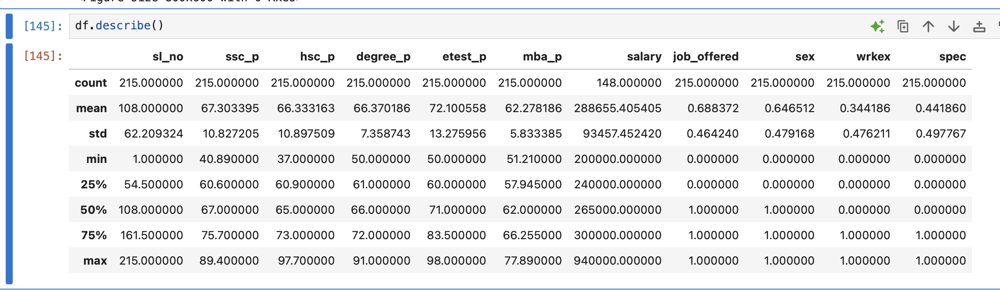 <Figure size 800x600 with 0 Axes>
[145]: df.describe()
[145]: sl_no ssc_p hsc_p degree_p etest_p mba_p salary job_offered sex wrkex spec
count 215.000000 215.000000 215.000000 215.000000 215.000000 215.000000 148.000000 215.000000 215.000000 215.000000 215.000000
mean 108.000000 67.303395 66.333163 66.370186 72.100558 62.278186 288655.405405 0.688372 0.646512 0.344186 0.441860
std 62.209324 10.827205 10.897509 7.358743 13.275956 5.833385 93457.452420 0.464240 0.479168 0.476211 0.497767
min 1.000000 40.890000 37.000000 50.000000 50.000000 51.210000 200000.000000 0.000000 0.000000 0.000000 0.000000
25% 54.500000 60.600000 60.900000 61.000000 60.000000 57.945000 240000.000000 0.000000 0.000000 0.000000 0.000000
50% 108.000000 67.000000 65.000000 66.000000 71.000000 62.000000 265000.000000 1.000000 1.000000 0.000000 0.000000
75% 161.500000 75.700000 73.000000 72.000000 83.500000 66.255000 300000.000000 1.000000 1.000000 1.000000 1.000000
max 215.000000 89.400000 97.700000 91.000000 98.000000 77.890000 940000.000000 1.000000 1.000000 1.000000 1.000000